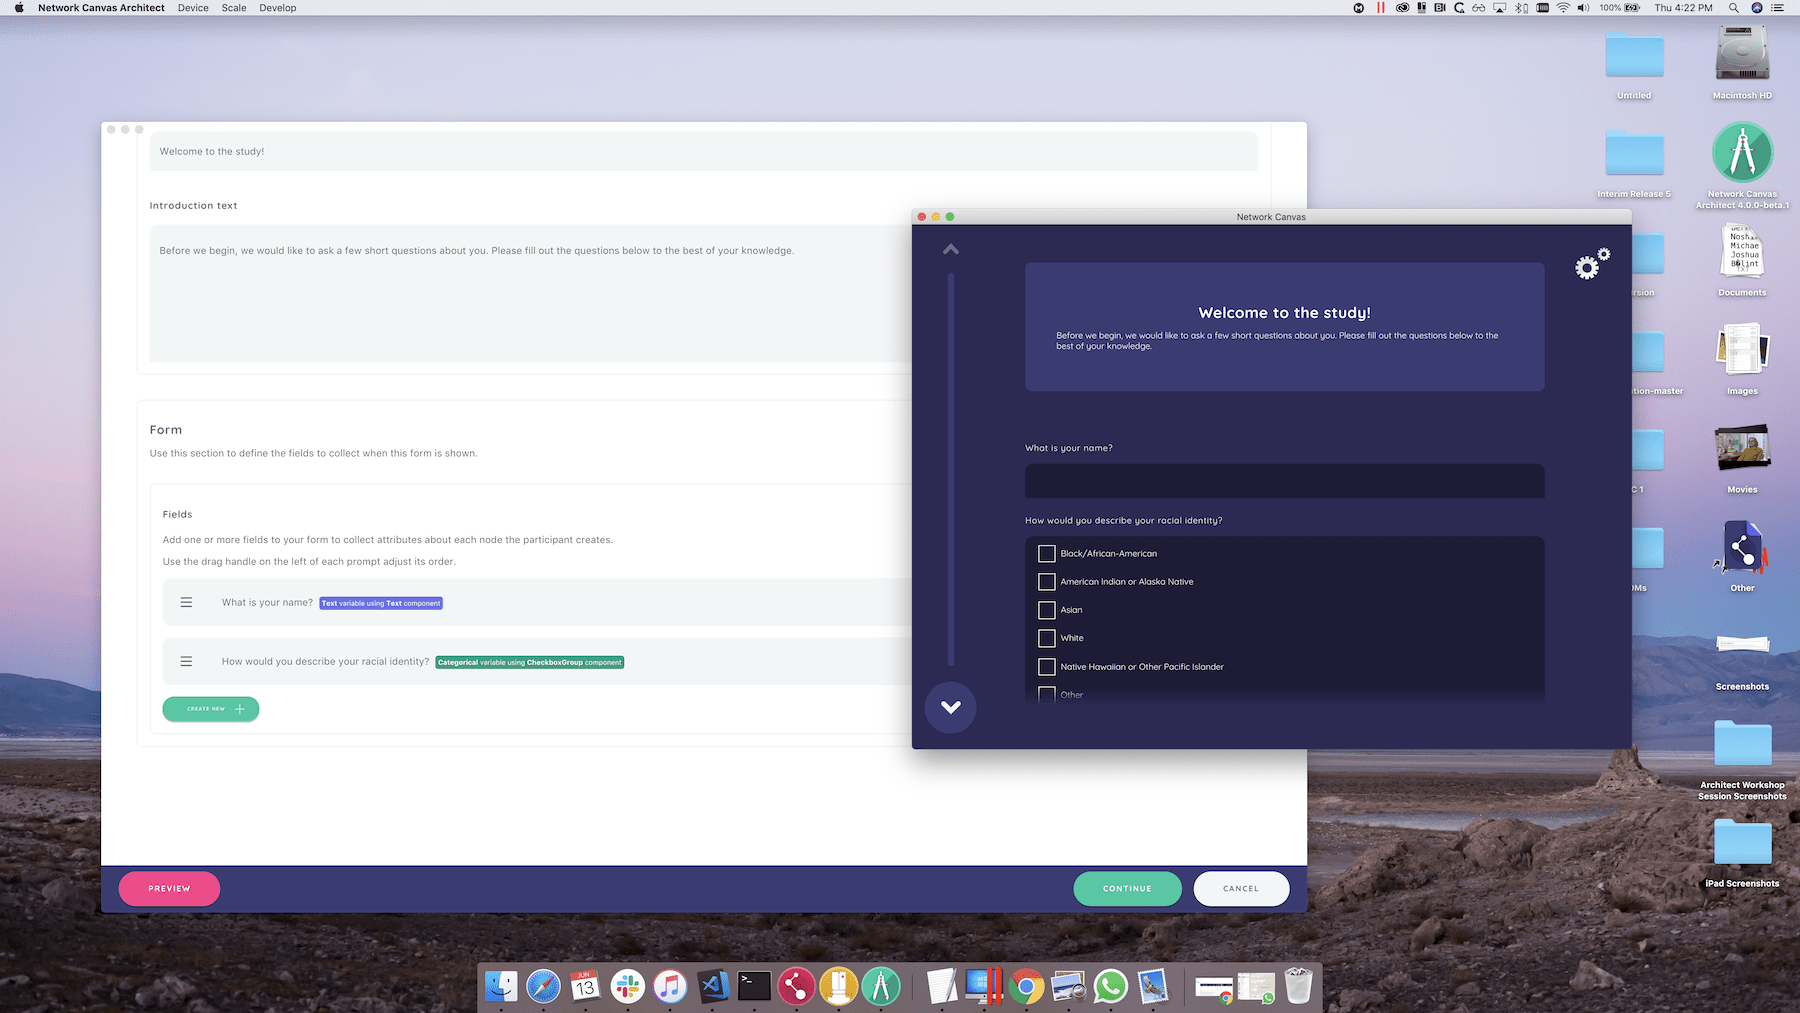 Network Canvas Architect Device Scale Develop
100% Thu 4:22 PM
Welcome to the study!
Introduction text
Before we begin, we would like to ask a few short questions about you. Please fill out the questions below to the best of your knowledge.
Form
Use this section to define the fields to collect when this form is shown.
Fields
Add one or more fields to your form to collect attributes about each node the participant creates.
Use the drag handle on the left of each prompt adjust its order.
What is your name? Text variable using Text component
How would you describe your racial identity? Categorical variable using CheckboxGroup component
CREATE NEW
PREVIEW
CONTINUE
CANCEL
Network Canvas
Welcome to the study!
Before we begin, we would like to ask a few short questions about you. Please fill out the questions below to the
best of your knowledge.
What is your name?
How would you describe your racial identity?
Black/African-American
American Indian or Alaska Native
Asian
White
Native Hawaiian or Other Pacific Islander
Other
Untitled
Macintosh HD
Interim Release 5
Network Canvas
Architect 4.0.0-beta.1
Michae
Joshua
TXT
rsion
Documents
tion-master
Images
C 1
Movies
OMs
Other
Screenshots
Architect Workshop
Session Screenshots
iPad Screenshots
JUN
13